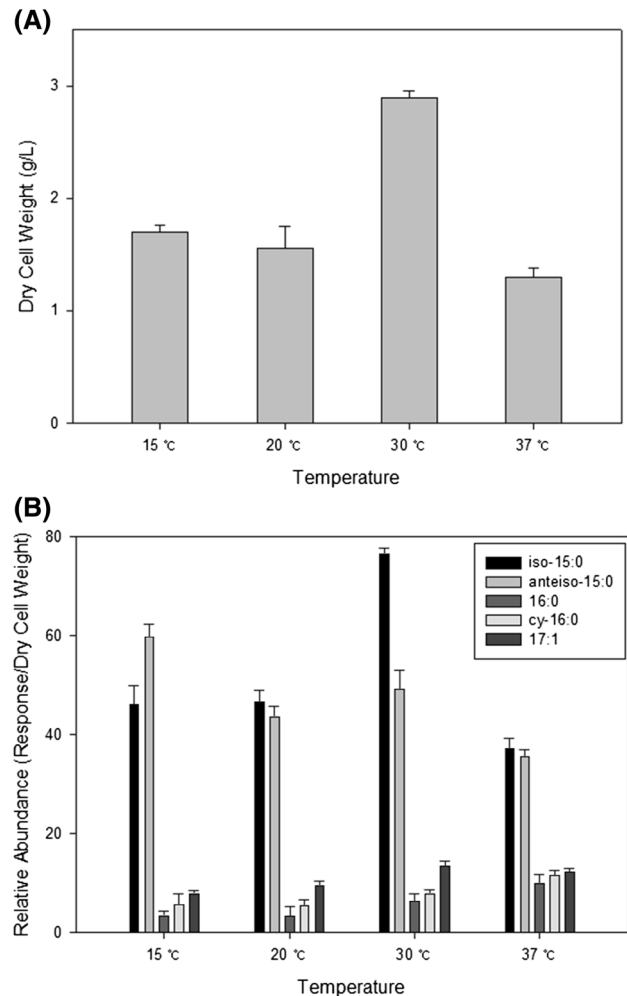 (A)
Dry Cell Weight (g/L)
3
2
1
0
15 ℃
20 ℃
30 ℃
37 ℃
Temperature
(B)
Relative Abundance (Response/Dry Cell Weight)
80
60
40
20
0
iso-15:0
anteiso-15:0
16:0
cy-16:0
17:1
15 ℃
20 ℃
30 ℃
37 ℃
Temperature